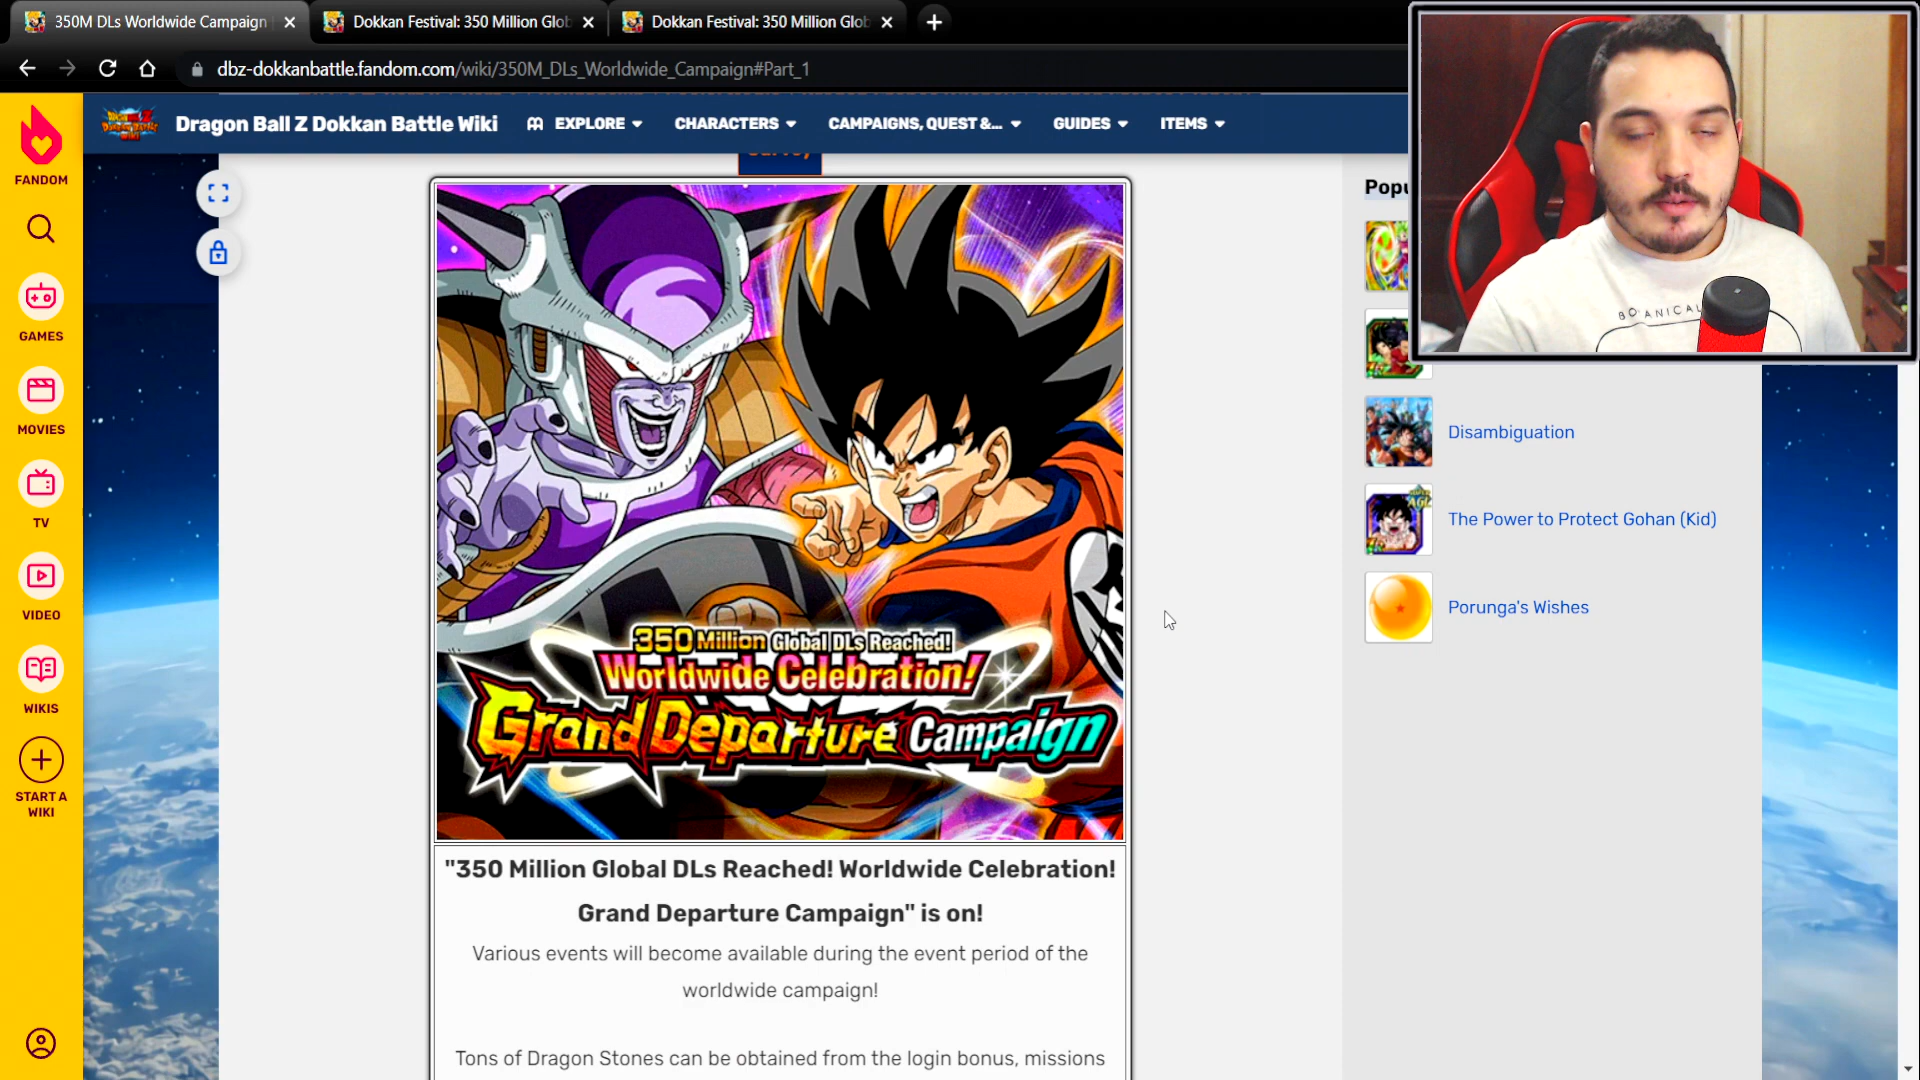 350M DLs Worldwide Campaign
Dokkan Festival: 350 Million Glob
Dokkan Festival: 350 Million Glob
dbz-dokkanbattle.fandom.com/wiki/350M_DLs_Worldwide_Campaign#Part_1
Dragon Ball Z Dokkan Battle Wiki
EXPLORE
CHARACTERS
CAMPAIGNS, QUEST &...
GUIDES
ITEMS
FANDOM
GAMES
MOVIES
TV
VIDEO
WIKIS
START A
WIKI
350 Million Global DLs Reached!
Worldwide Celebration!
Grand Departure Campaign
"350 Million Global DLs Reached! Worldwide Celebration!
Grand Departure Campaign" is on!
Various events will become available during the event period of the
worldwide campaign!
Tons of Dragon Stones can be obtained from the login bonus, missions
Popu
Disambiguation
The Power to Protect Gohan (Kid)
Porunga's Wishes
BOTANICAL